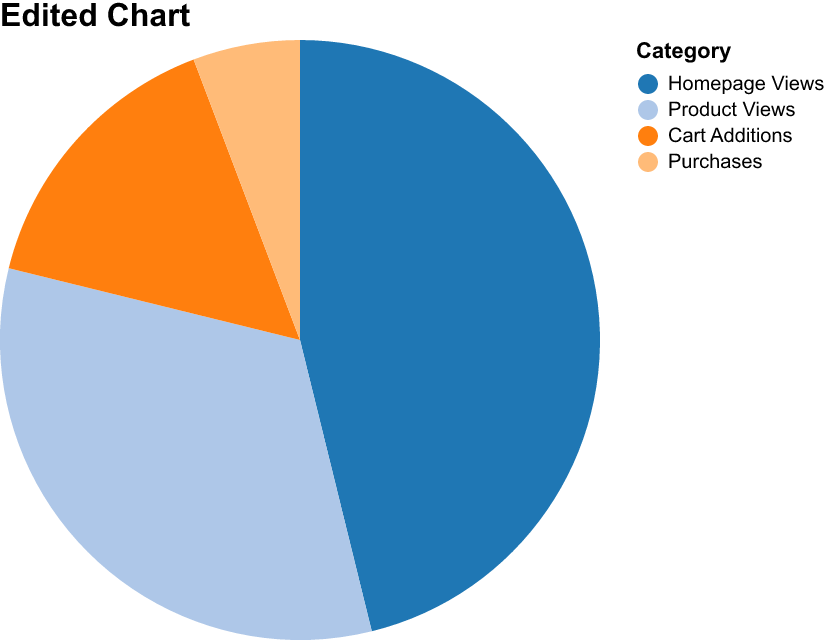 Edited Chart
Category
Homepage Views
Product Views
Cart Additions
Purchases